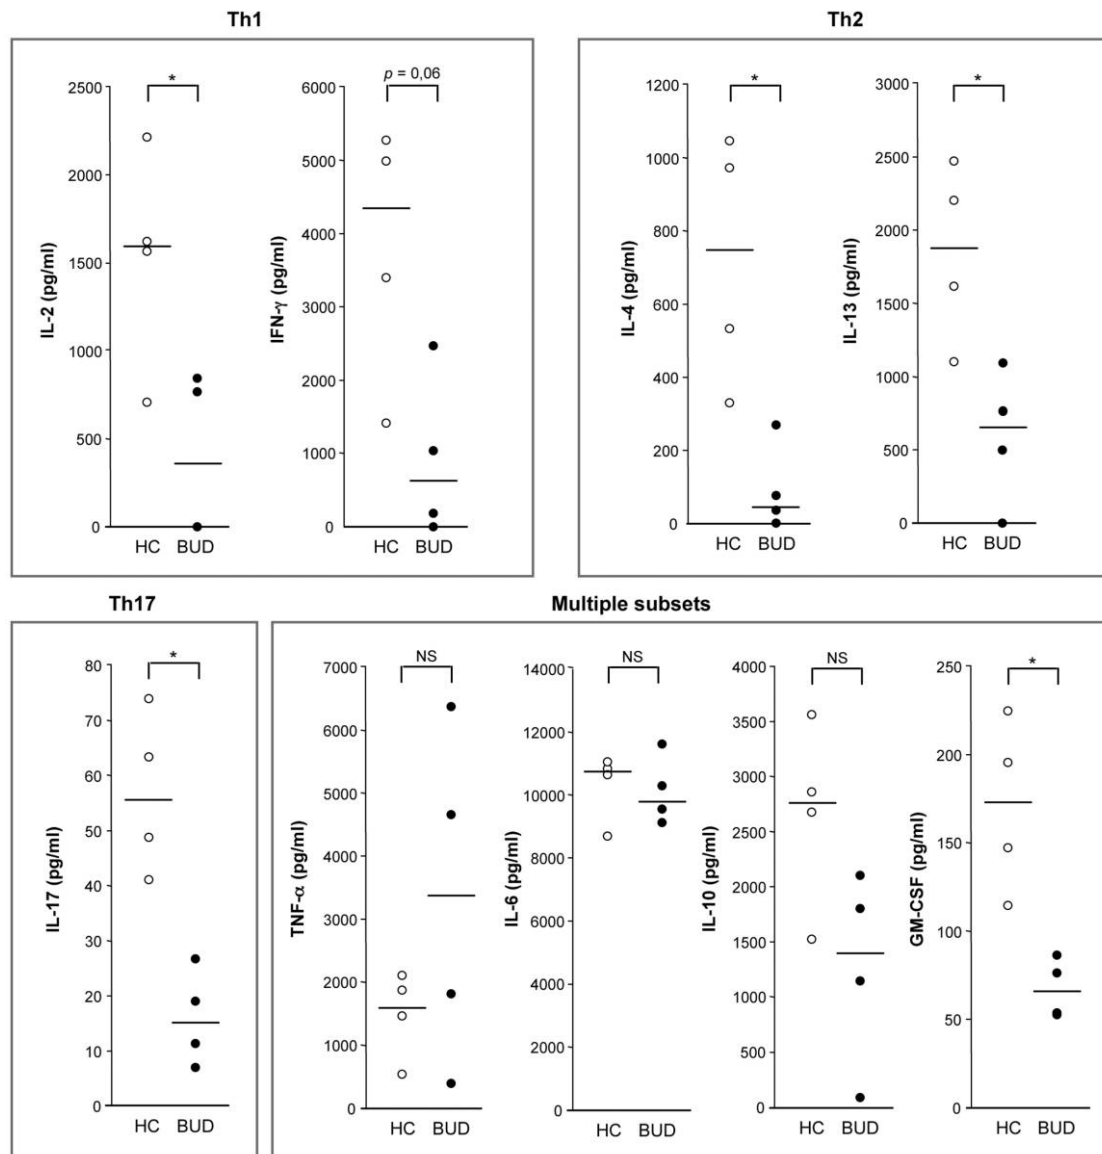 Th1
Th2
IL-2 (pg/ml)
2500
2000
1500
1000
500
0
*
HC BUD
IFN-γ (pg/ml)
6000
5000
4000
3000
2000
1000
0
p = 0,06
HC BUD
IL-4 (pg/ml)
1200
1000
800
600
400
200
0
*
HC BUD
IL-13 (pg/ml)
3000
2500
2000
1500
1000
500
0
*
HC BUD
Th17
Multiple subsets
IL-17 (pg/ml)
80
70
60
50
40
30
20
10
0
*
HC BUD
TNF-α (pg/ml)
7000
6000
5000
4000
3000
2000
1000
0
NS
HC BUD
IL-6 (pg/ml)
14000
12000
10000
8000
6000
4000
2000
0
NS
HC BUD
IL-10 (pg/ml)
4000
3500
3000
2500
2000
1500
1000
500
0
NS
HC BUD
GM-CSF (pg/ml)
250
200
150
100
50
0
*
HC BUD